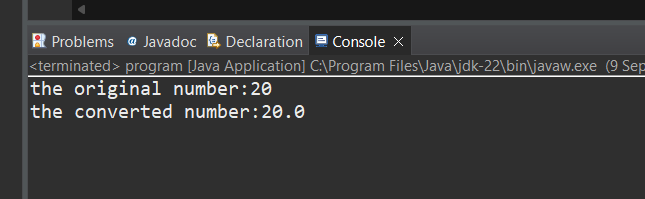 Problems @ Javadoc Declaration Console
<terminated> program [Java Application] C:\Program Files\Java\jdk-22\bin\javaw.exe (9 Sep
the original number:20
the converted number:20.0